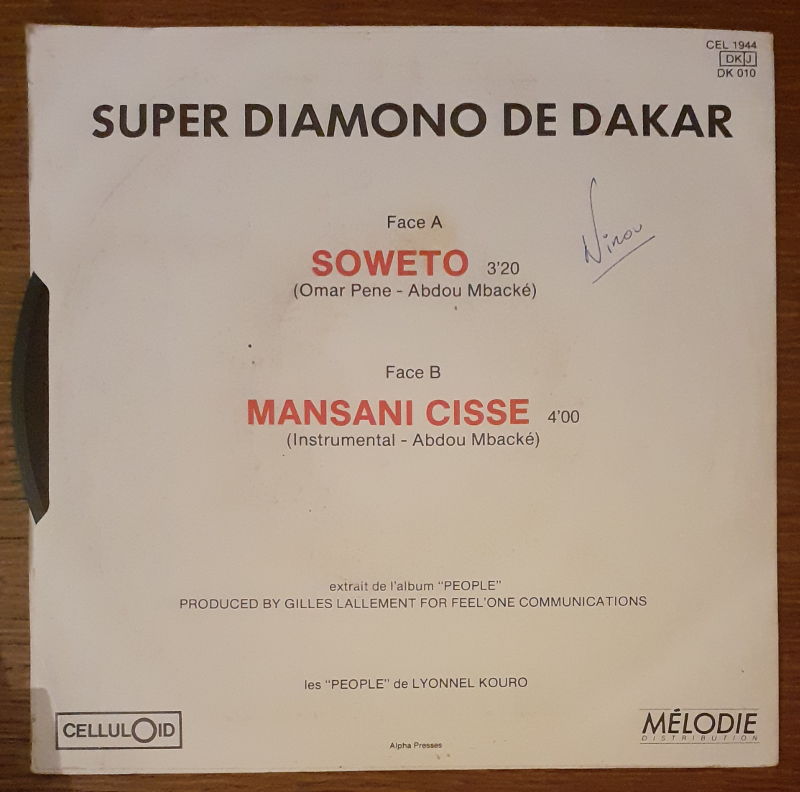 CEL 1944
DKJ
DK 010
SUPER DIAMONO DE DAKAR
Face A
SOWETO 3'20
(Omar Pene - Abdou Mbacké)
Ninou
Face B
MANSANI CISSE 4'00
(Instrumental - Abdou Mbacké)
extrait de l'album "PEOPLE"
PRODUCED BY GILLES LALLEMENT FOR FEEL'ONE COMMUNICATIONS
les "PEOPLE" de LYONNEL KOURO
CELLULOID
Alpha Presses
MÉLODIE
DISTRIBUTION